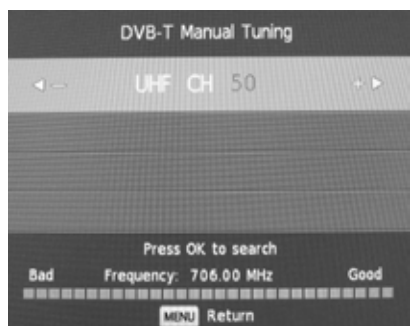 DVB-T Manual Tuning
UHF CH 50
Press OK to search
Bad Frequency: 706.00 MHz Good
MENU Return